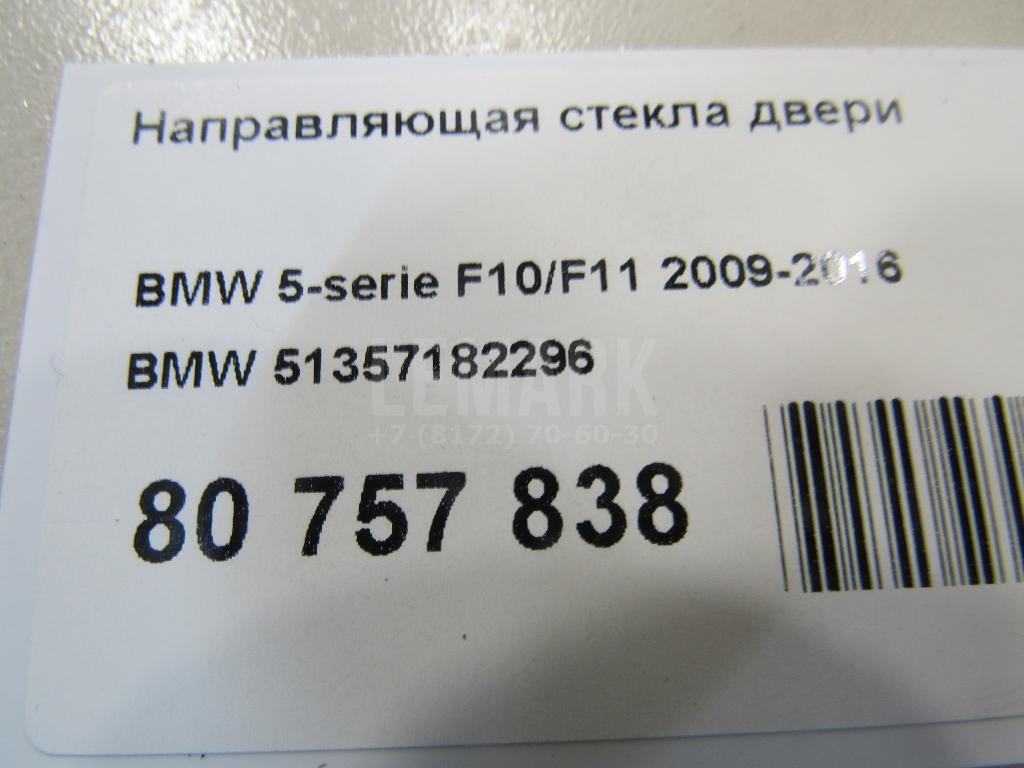 Направляющая стекла двери
BMW 5-serie F10/F11 2009-2016
BMW 51357182296
LEMARK
+7 (8172) 70-60-30
80 757 838